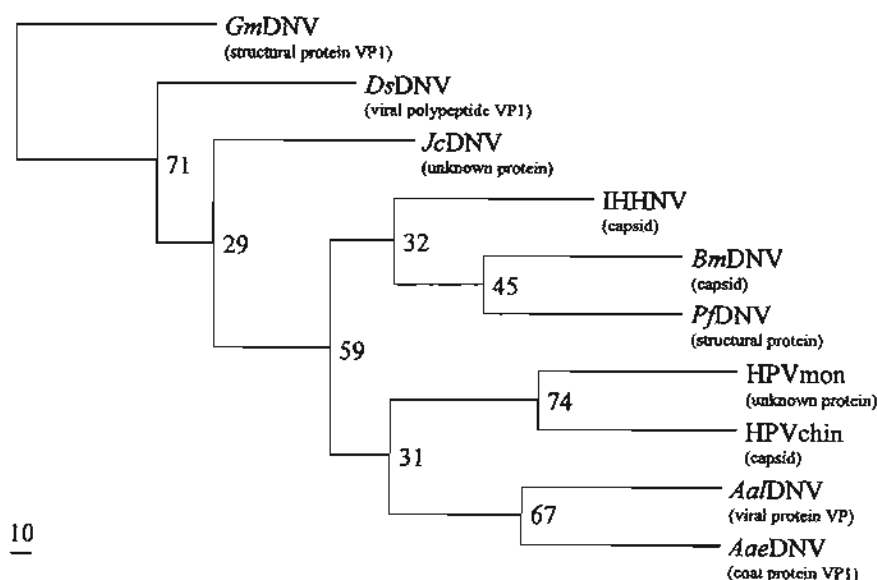 GmDNV
(structural protein VP1)
DsDNV
(viral polypeptide VP1)
71
JcDNV
(unknown protein)
29
IHHNV
(capsid)
32
BmDNV
(capsid)
45
PfDNV
(structural protein)
59
HPVmon
(unknown protein)
74
HPVchin
(capsid)
31
AalDNV
(viral protein VP)
67
AaeDNV
(coat protein VP1)
10